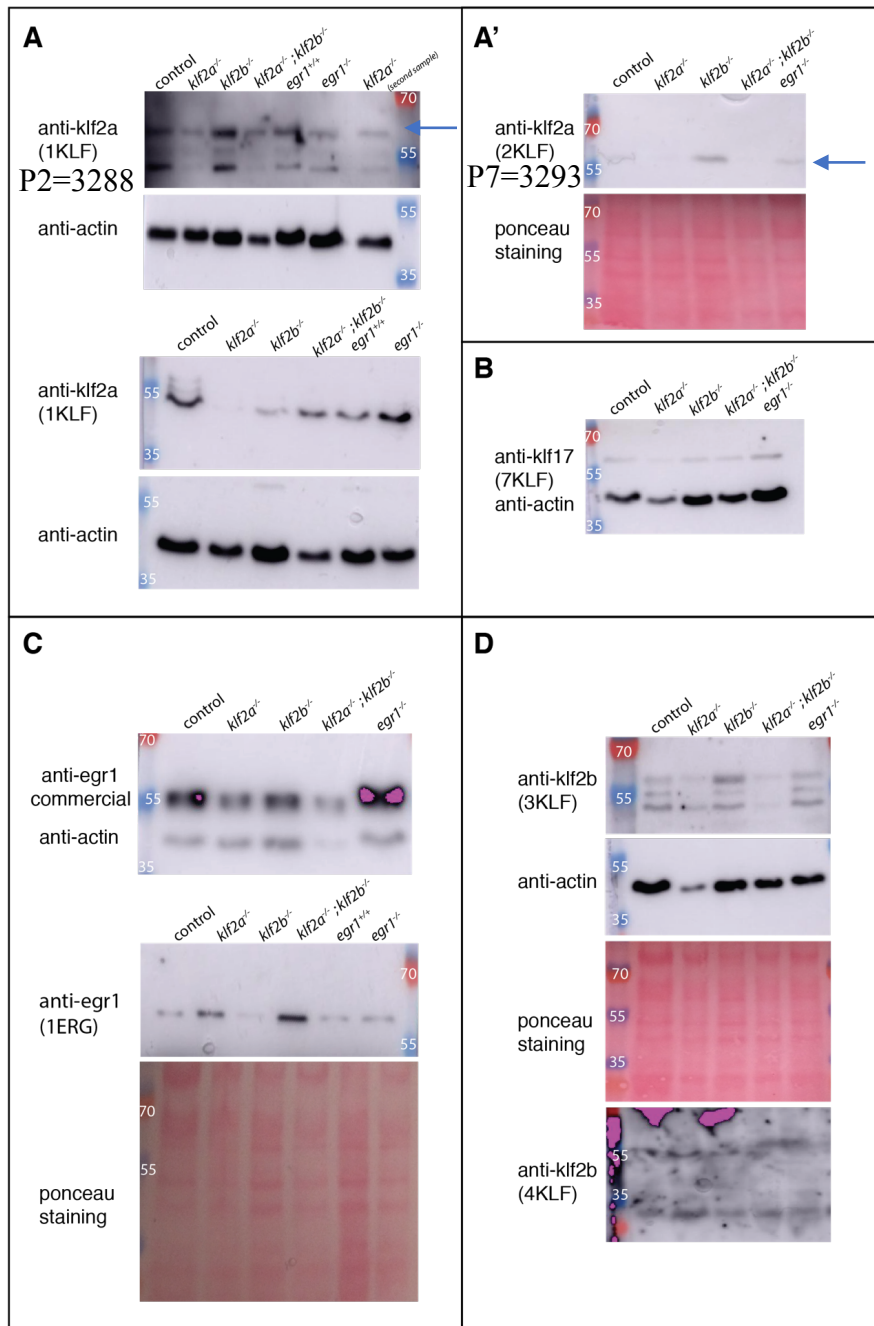 A
control
klf2a-/-
klf2b-/-
klf2a-/-;klf2b-/-
egr1+/+
egr1-/-
klf2a-/- (second sample)
70
anti-klf2a
(1KLF)
55
P2=3288
anti-actin
55
35
control
klf2a-/-
klf2b-/-
klf2a-/-;klf2b-/-
egr1+/+
egr1-/-
anti-klf2a
(1KLF)
55
35
anti-actin
55
35
A'
control
klf2a-/-
klf2b-/-
klf2a-/-;klf2b-/-
egr1-/-
anti-klf2a
(2KLF)
70
55
P7=3293
ponceau
staining
70
55
35
B
control
klf2a-/-
klf2b-/-
klf2a-/-;klf2b-/-
egr1-/-
anti-klf17
(7KLF)
anti-actin
70
55
35
C
control
klf2a-/-
klf2b-/-
klf2a-/-;klf2b-/-
egr1-/-
70
anti-egr1
commercial
55
anti-actin
35
control
klf2a-/-
klf2b-/-
klf2a-/-;klf2b-/-
egr1+/+
egr1-/-
anti-egr1
(1ERG)
70
55
70
55
ponceau
staining
D
control
klf2a-/-
klf2b-/-
klf2a-/-;klf2b-/-
egr1-/-
70
anti-klf2b
(3KLF)
55
anti-actin
55
35
70
ponceau
staining
55
35
anti-klf2b
(4KLF)
55
35